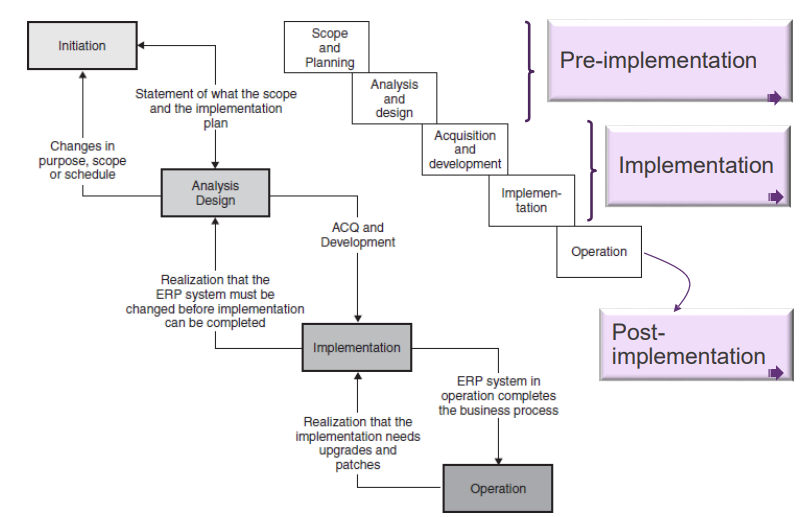 Initiation
Statement of what the scope
and the implementation
plan
Changes in
purpose, scope
or schedule
Analysis
Design
ACQ and
Development
Realization that the
ERP system must be
changed before implementation
can be completed
Implementation
ERP system in
operation completes
the business process
Realization that the
implementation needs
upgrades and
patches
Operation
Scope
and
Planning
Analysis
and
design
Acquisition
and
development
Implemen-
tation
Operation
Pre-implementation
Implementation
Post-
implementation